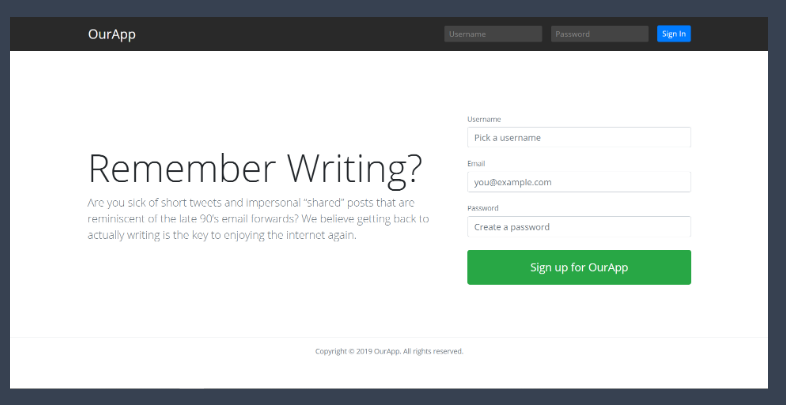 OurApp
Username
Password
Sign In
Remember Writing?
Are you sick of short tweets and impersonal “shared” posts that are
reminiscent of the late 90’s email forwards? We believe getting back to
actually writing is the key to enjoying the internet again.
Username
Pick a username
Email
you@example.com
Password
Create a password
Sign up for OurApp
Copyright © 2019 OurApp. All rights reserved.